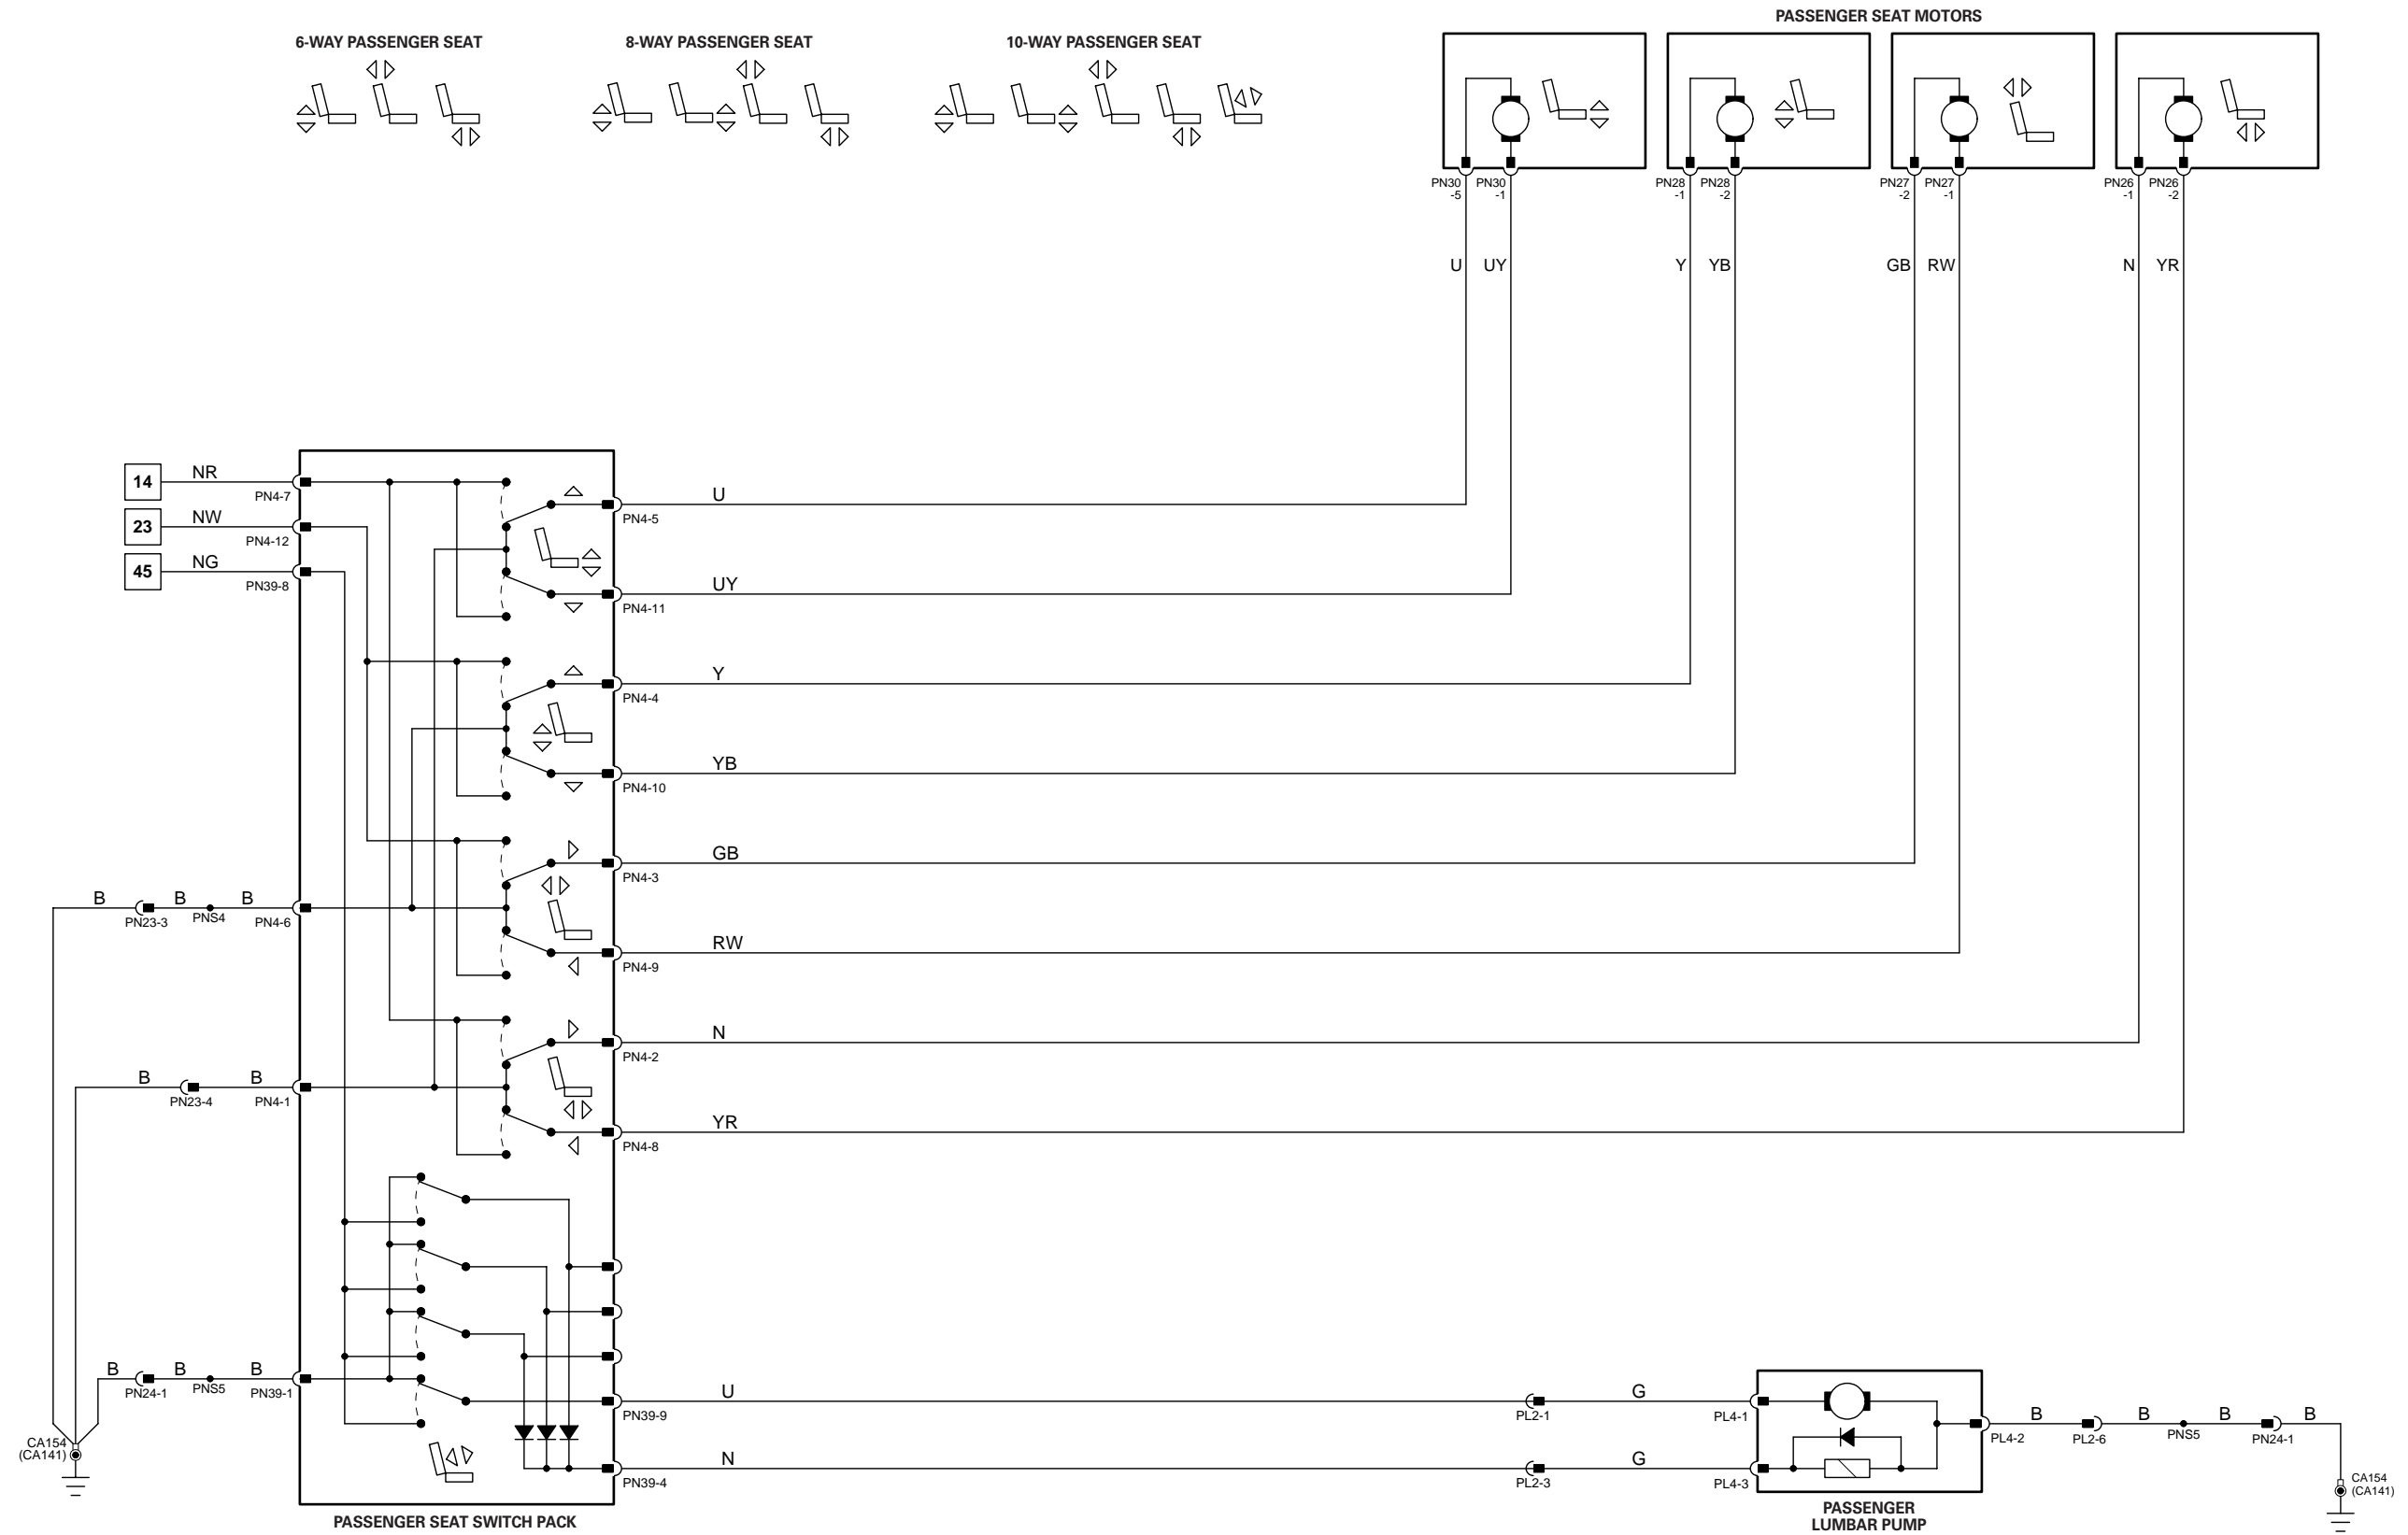 PASSENGER SEAT MOTORS
6-WAY PASSENGER SEAT
8-WAY PASSENGER SEAT
10-WAY PASSENGER SEAT
PN30 PN30 PN28 PN28 PN27 PN27 PN26 PN26
-5 -1 -1 -2 -2 -1 -1 -2
U UY Y YB GB RW N YR
14 NR PN4-7
23 NW PN4-12
45 NG PN39-8
U
PN4-5
UY
PN4-11
Y
PN4-4
YB
PN4-10
GB
PN4-3
B B B
PN23-3 PNS4 PN4-6
RW
PN4-9
N
PN4-2
B B
PN23-4 PN4-1
YR
PN4-8
B B B
PN24-1 PNS5 PN39-1
U G
PN39-9 PL2-1 PL4-1
B B B B
PL4-2 PL2-6 PNS5 PN24-1
CA154
(CA141)
N G
PN39-4 PL2-3 PL4-3
CA154
(CA141)
PASSENGER SEAT SWITCH PACK
PASSENGER
LUMBAR PUMP